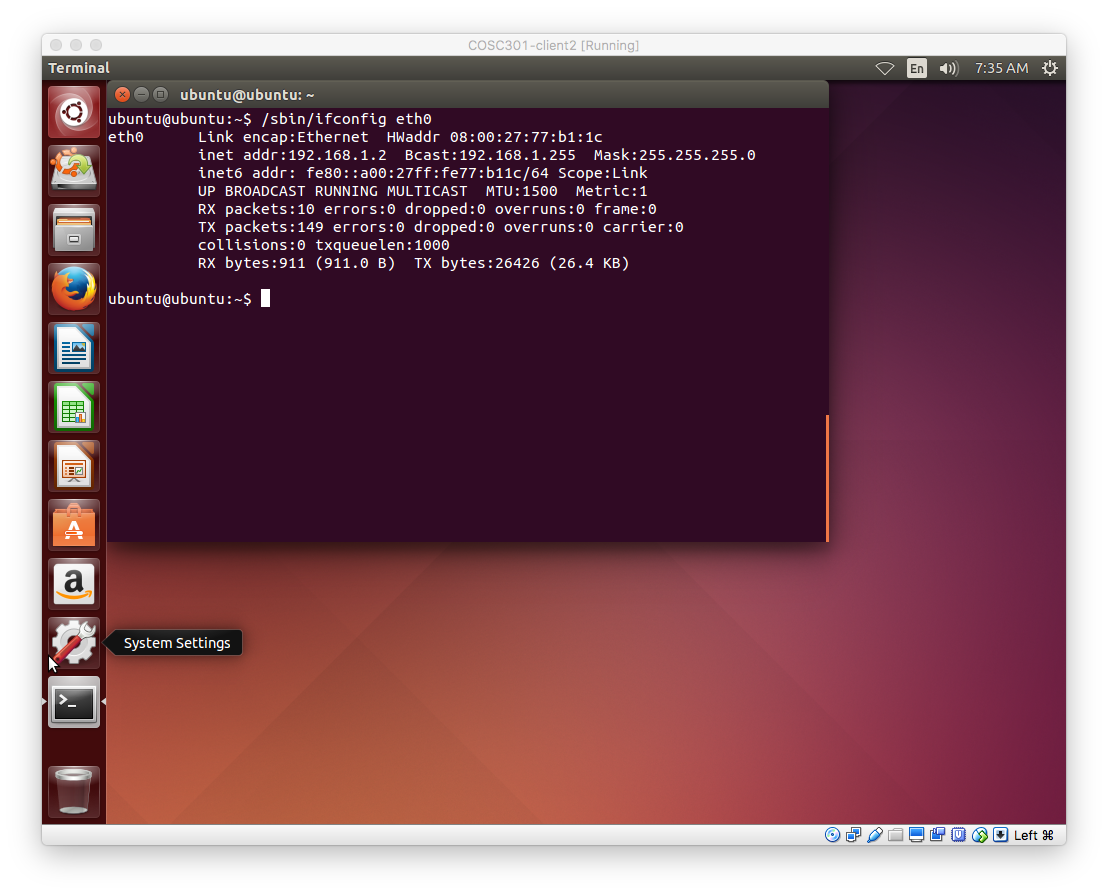 COSC301-client2 [Running]
Terminal
En
7:35 AM
ubuntu@ubuntu: ~
ubuntu@ubuntu:~$ /sbin/ifconfig eth0
eth0      Link encap:Ethernet  HWaddr 08:00:27:77:b1:1c
          inet addr:192.168.1.2  Bcast:192.168.1.255  Mask:255.255.255.0
          inet6 addr: fe80::a00:27ff:fe77:b11c/64 Scope:Link
          UP BROADCAST RUNNING MULTICAST  MTU:1500  Metric:1
          RX packets:10 errors:0 dropped:0 overruns:0 frame:0
          TX packets:149 errors:0 dropped:0 overruns:0 carrier:0
          collisions:0 txqueuelen:1000
          RX bytes:911 (911.0 B)  TX bytes:26426 (26.4 KB)
ubuntu@ubuntu:~$
A
a
System Settings
>_
Left ⌘